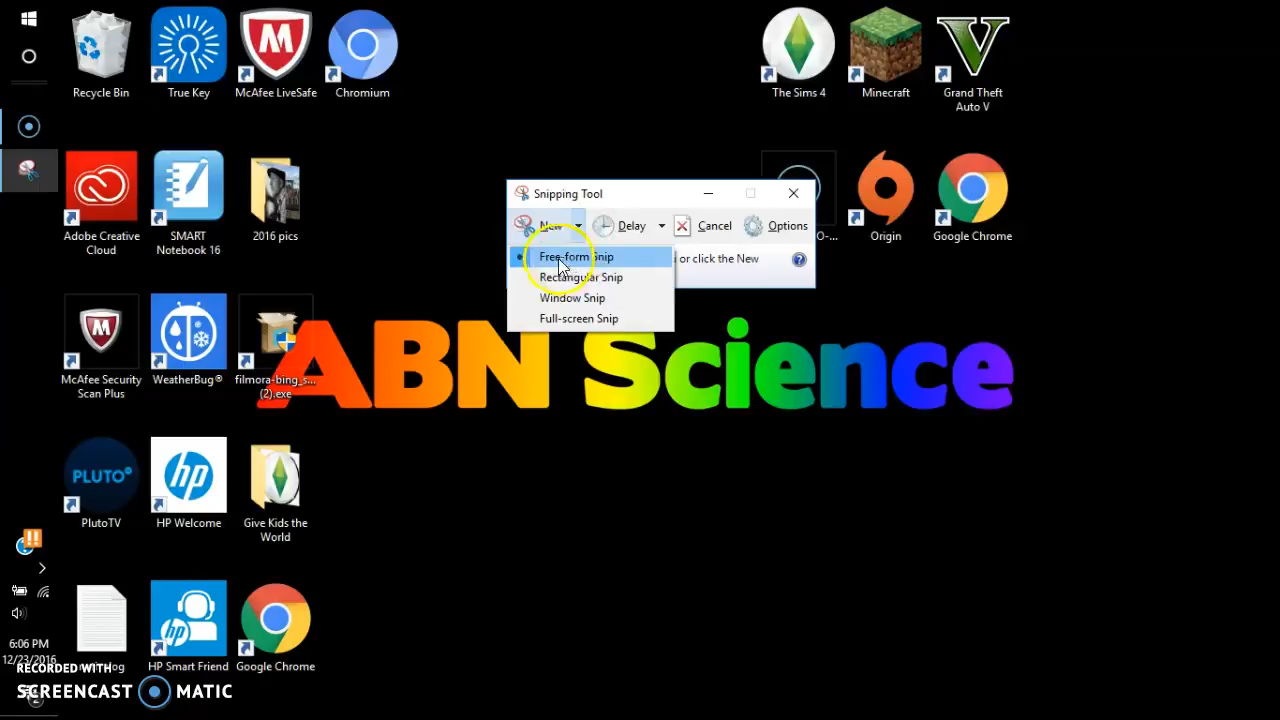 Recycle Bin
True Key
McAfee LiveSafe
Chromium
The Sims 4
Minecraft
Grand Theft
Auto V
V
Adobe Creative
Cloud
SMART
Notebook 16
2016 pics
Snipping Tool
New
Delay
Cancel
Options
or click the New
Free-form Snip
Rectangular Snip
Window Snip
Full-screen Snip
O-...
Origin
Google Chrome
ABN Science
McAfee Security
Scan Plus
WeatherBug®
filmora-bing_s...
(2).exe
PLUTO TV
PlutoTV
hp
HP Welcome
Give Kids the
World
hp
HP Smart Friend
Google Chrome
6:06 PM
12/23/2016
RECORDED WITH
SCREENCAST MATIC